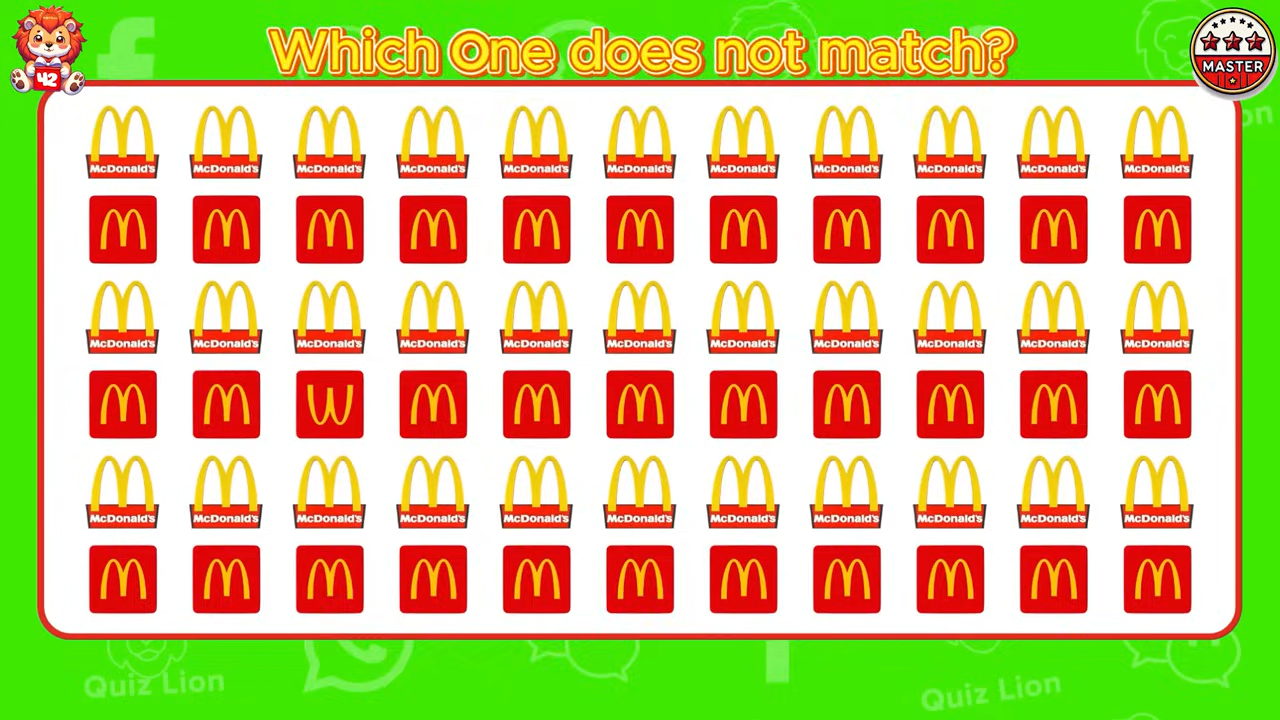 42
Which One does not match?
MASTER
McDonald's McDonald's McDonald's McDonald's McDonald's McDonald's McDonald's McDonald's McDonald's McDonald's McDonald's
M M M M M M M M M M M
McDonald's McDonald's McDonald's McDonald's McDonald's McDonald's McDonald's McDonald's McDonald's McDonald's McDonald's
M M W M M M M M M M M
McDonald's McDonald's McDonald's McDonald's McDonald's McDonald's McDonald's McDonald's McDonald's McDonald's McDonald's
M M M M M M M M M M M
Quiz Lion
Quiz Lion